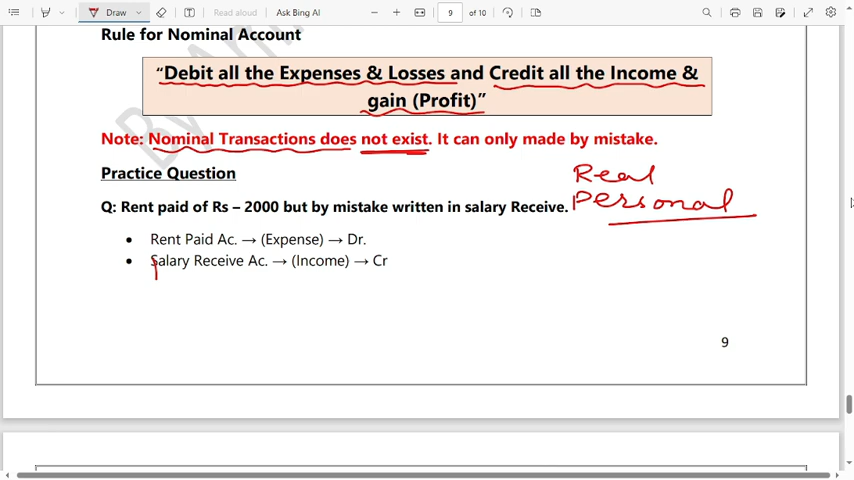 Draw
Read aloud
Ask Bing AI
9
of 10
Rule for Nominal Account
“Debit all the Expenses & Losses and Credit all the Income &
gain (Profit)”
Note: Nominal Transactions does not exist. It can only made by mistake.
Practice Question
Real
Q: Rent paid of Rs – 2000 but by mistake written in salary Receive.
Personal
• Rent Paid Ac. → (Expense) → Dr.
• Salary Receive Ac. → (Income) → Cr
9